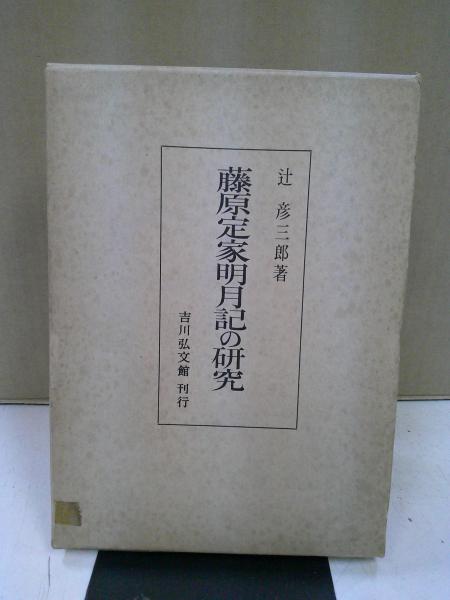 辻彦三郎著
藤原定家明月記の研究
吉川弘文館 刊行